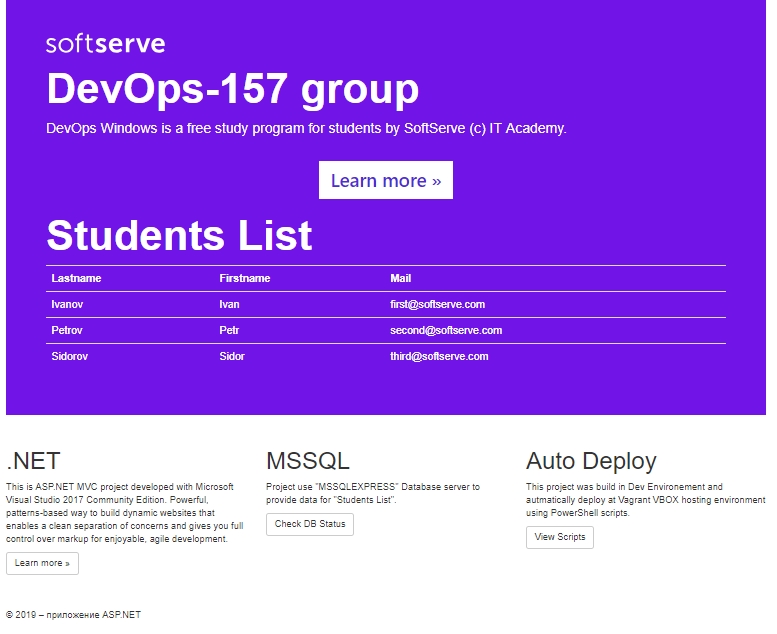 softserve
DevOps-157 group
DevOps Windows is a free study program for students by SoftServe (c) IT Academy.
Learn more »
Students List
Lastname Firstname Mail
Ivanov Ivan first@softserve.com
Petrov Petr second@softserve.com
Sidorov Sidor third@softserve.com
.NET
This is ASP.NET MVC project developed with Microsoft
Visual Studio 2017 Community Edition. Powerful,
patterns-based way to build dynamic websites that
enables a clean separation of concerns and gives you full
control over markup for enjoyable, agile development.
Learn more »
MSSQL
Project use "MSSQLEXPRESS" Database server to
provide data for "Students List".
Check DB Status
Auto Deploy
This project was build in Dev Environement and
autmatically deploy at Vagrant VBOX hosting environment
using PowerShell scripts.
View Scripts
© 2019 – приложение ASP.NET